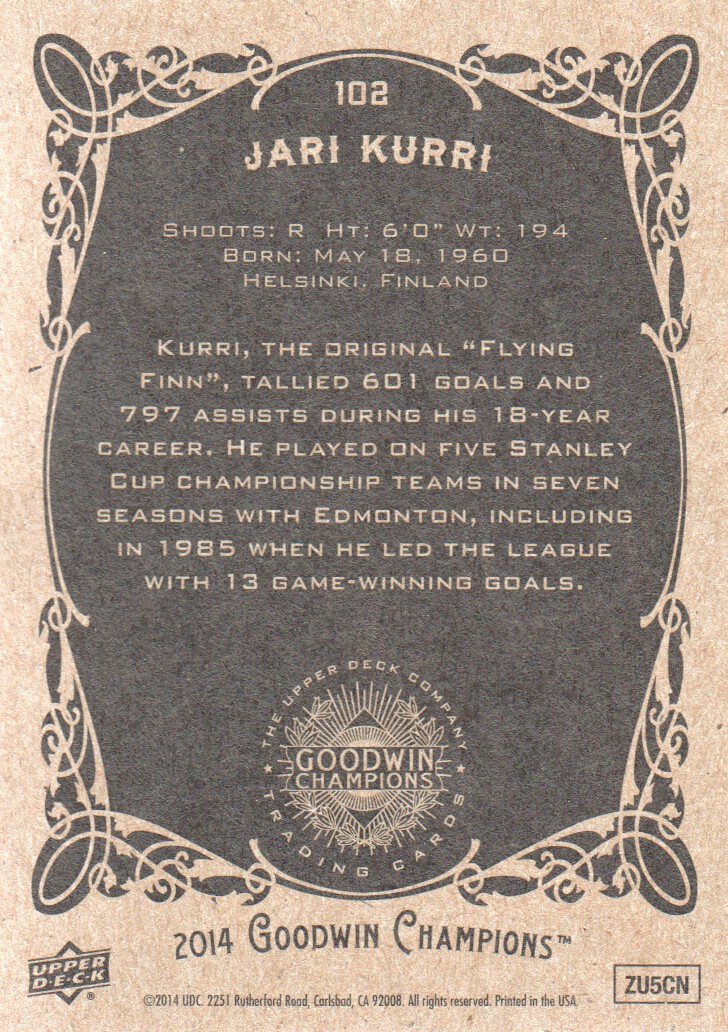 102
JARI KURRI
SHOOTS: R HT: 6'0" WT: 194
BORN: MAY 18, 1960
HELSINKI, FINLAND
KURRI, THE ORIGINAL "FLYING
FINN", TALLIED 601 GOALS AND
797 ASSISTS DURING HIS 18-YEAR
CAREER. HE PLAYED ON FIVE STANLEY
CUP CHAMPIONSHIP TEAMS IN SEVEN
SEASONS WITH EDMONTON, INCLUDING
IN 1985 WHEN HE LED THE LEAGUE
WITH 13 GAME-WINNING GOALS.
THE UPPER DECK COMPANY
GOODWIN
CHAMPIONS
TRADING CARDS
2014 GOODWIN CHAMPIONS™
UPPER
D•E•C•K®
©2014 UDC. 2251 Rutherford Road, Carlsbad, CA 92008. All rights reserved. Printed in the USA.
ZU5CN